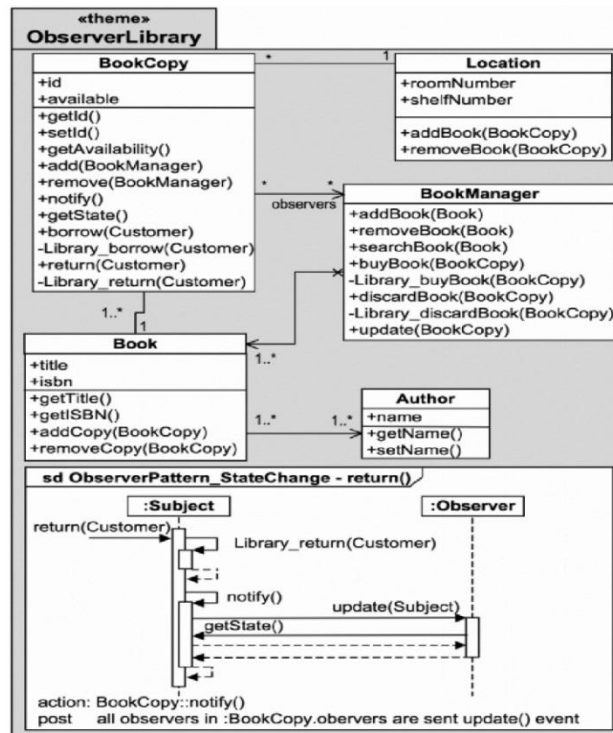 «theme»
ObserverLibrary
BookCopy
+id
+available
+getId()
+setId()
+getAvailability()
+add(BookManager)
+remove(BookManager)
+notify()
+getState()
+borrow(Customer)
-Library_borrow(Customer)
+return(Customer)
-Library_return(Customer)
*
1
Location
+roomNumber
+shelfNumber
+addBook(BookCopy)
+removeBook(BookCopy)
*
*
observers
BookManager
+addBook(Book)
+removeBook(Book)
+searchBook(Book)
+buyBook(BookCopy)
-Library_buyBook(BookCopy)
+discardBook(BookCopy)
-Library_discardBook(BookCopy)
+update(BookCopy)
1..*
1
1..*
Book
+title
+isbn
+getTitle()
+getISBN()
+addCopy(BookCopy)
+removeCopy(BookCopy)
1..*
1..*
Author
+name
+getName()
+setName()
sd ObserverPattern_StateChange - return()
:Subject
:Observer
return(Customer)
Library_return(Customer)
notify()
update(Subject)
getState()
action: BookCopy::notify()
post all observers in :BookCopy.obervers are sent update() event